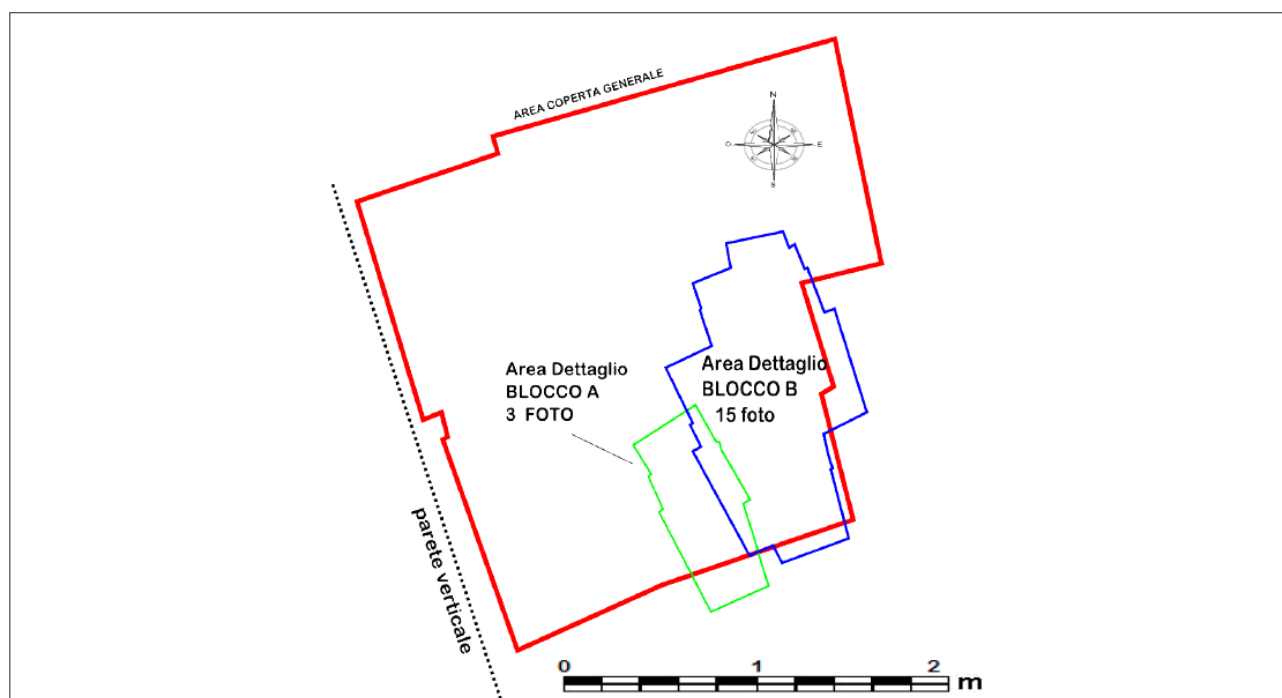 AREA COPERTA GENERALE
N
O
E
S
Area Dettaglio
BLOCCO A
3 FOTO
Area Dettaglio
BLOCCO B
15 foto
parete verticale
0 1 2
m